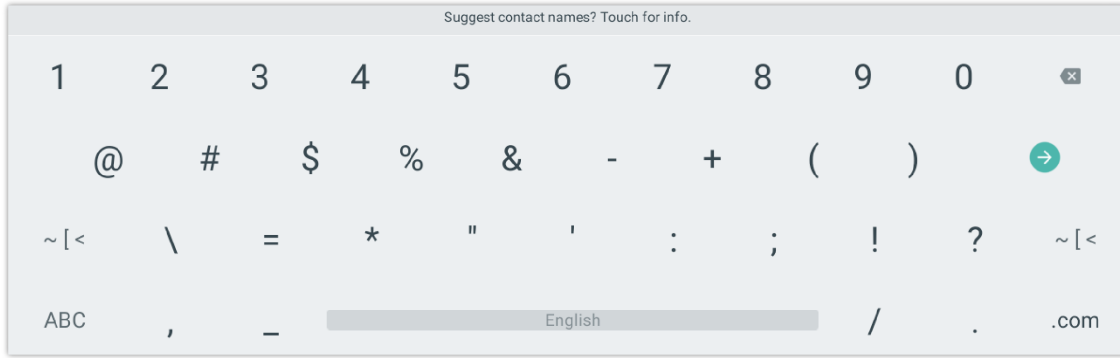 Suggest contact names? Touch for info.
1 2 3 4 5 6 7 8 9 0
@ # $ % & - + ( )
~ [ < \ = * " ' : ; ! ? ~ [ <
ABC , _ English / . .com